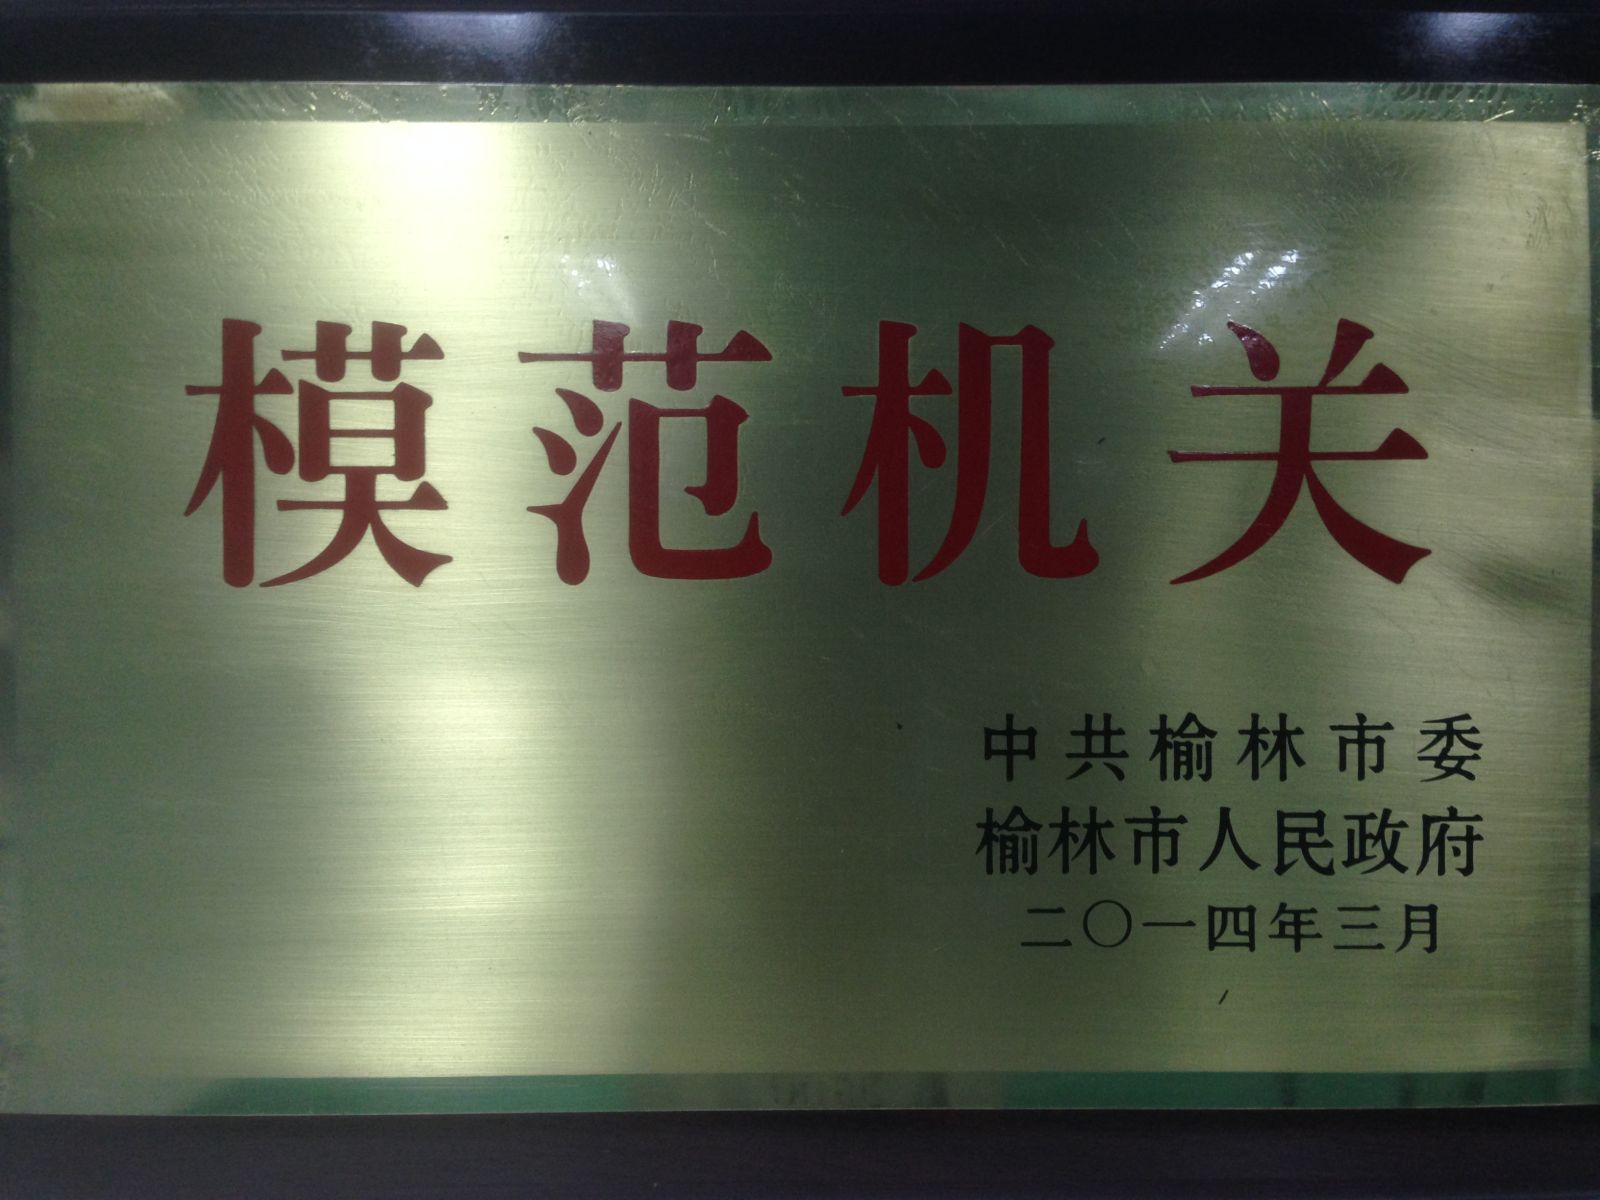 模范机关
中共榆林市委
榆林市人民政府
二〇一四年三月